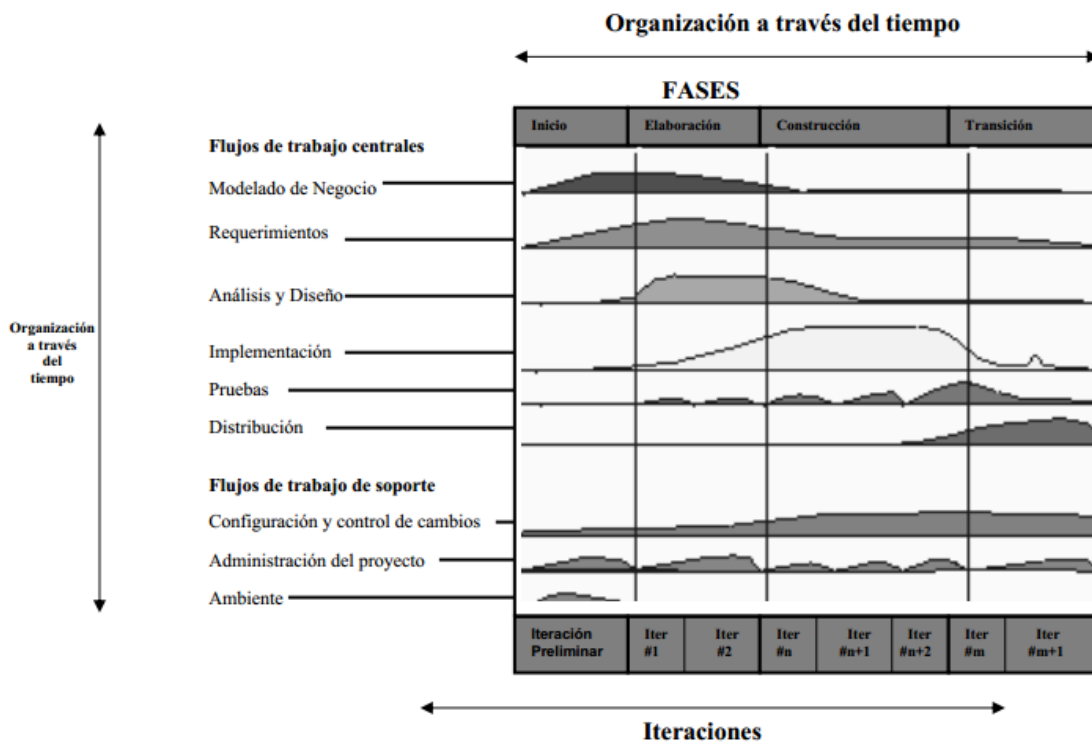 Organización a través del tiempo
FASES
Inicio
Elaboración
Construcción
Transición
Flujos de trabajo centrales
Modelado de Negocio
Requerimientos
Análisis y Diseño
Organización
a través
del
tiempo
Implementación
Pruebas
Distribución
Flujos de trabajo de soporte
Configuración y control de cambios
Administración del proyecto
Ambiente
Iteración
Preliminar
Iter
#1
Iter
#2
Iter
#n
Iter
#n+1
Iter
#n+2
Iter
#m
Iter
#m+1
Iteraciones